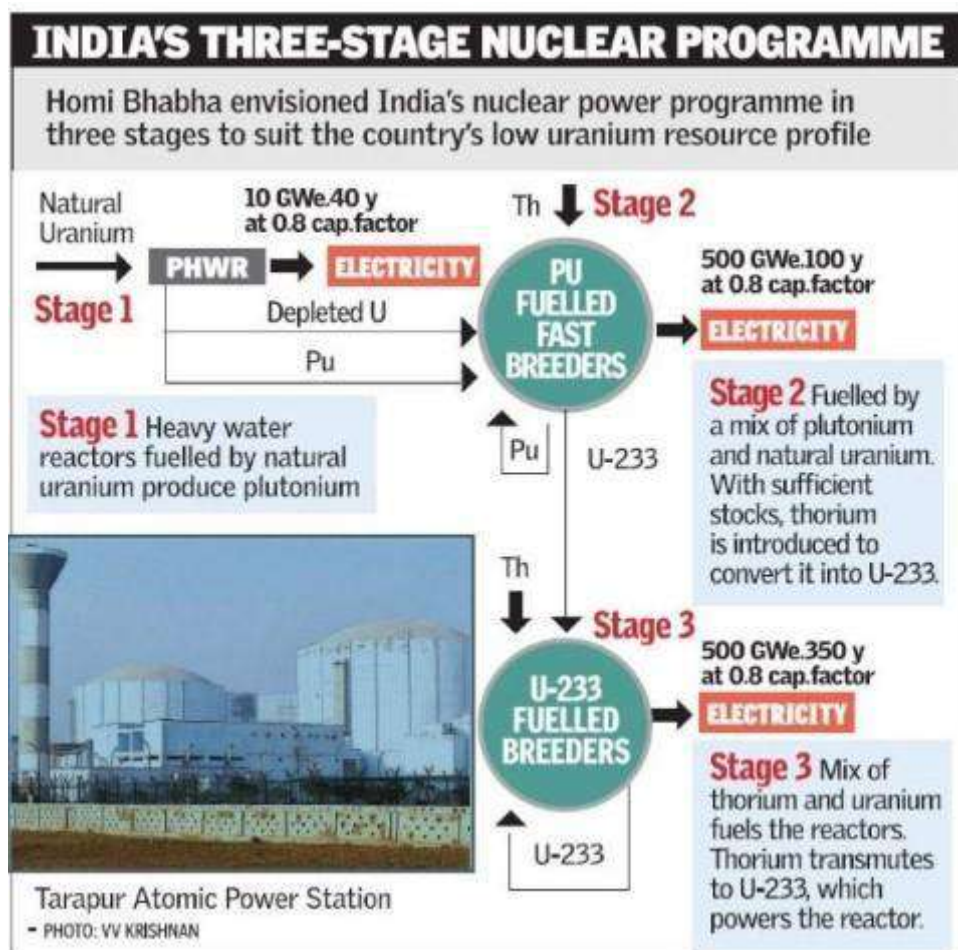 INDIA'S THREE-STAGE NUCLEAR PROGRAMME
Homi Bhabha envisioned India's nuclear power programme in
three stages to suit the country's low uranium resource profile
Natural
Uranium
Stage 1
PHWR
10 GWe.40 y
at 0.8 cap.factor
ELECTRICITY
Depleted U
Pu
Th
Stage 2
PU
FUELLED
FAST
BREEDERS
500 GWe.100 y
at 0.8 cap.factor
ELECTRICITY
Stage 1 Heavy water
reactors fuelled by natural
uranium produce plutonium
Pu
U-233
Stage 2 Fuelled by
a mix of plutonium
and natural uranium.
With sufficient
stocks, thorium
is introduced to
convert it into U-233.
Th
Stage 3
U-233
FUELLED
BREEDERS
500 GWe.350 y
at 0.8 cap.factor
ELECTRICITY
U-233
Stage 3 Mix of
thorium and uranium
fuels the reactors.
Thorium transmutes
to U-233, which
powers the reactor.
Tarapur Atomic Power Station
- PHOTO: VV KRISHNAN